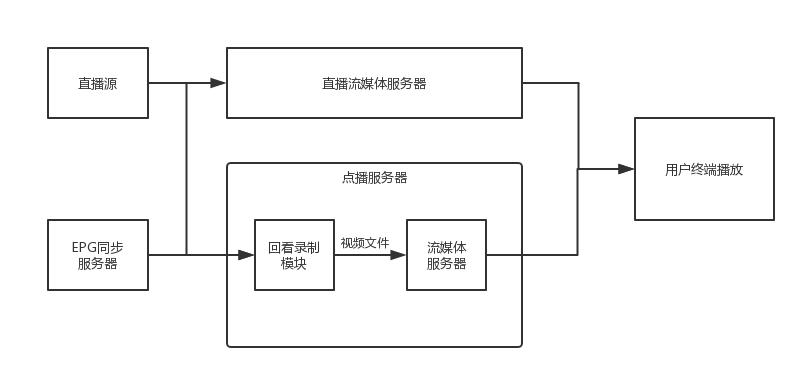 直播源
直播流媒体服务器
用户终端播放
点播服务器
EPG同步
服务器
回看录制
模块
视频文件
流媒体
服务器